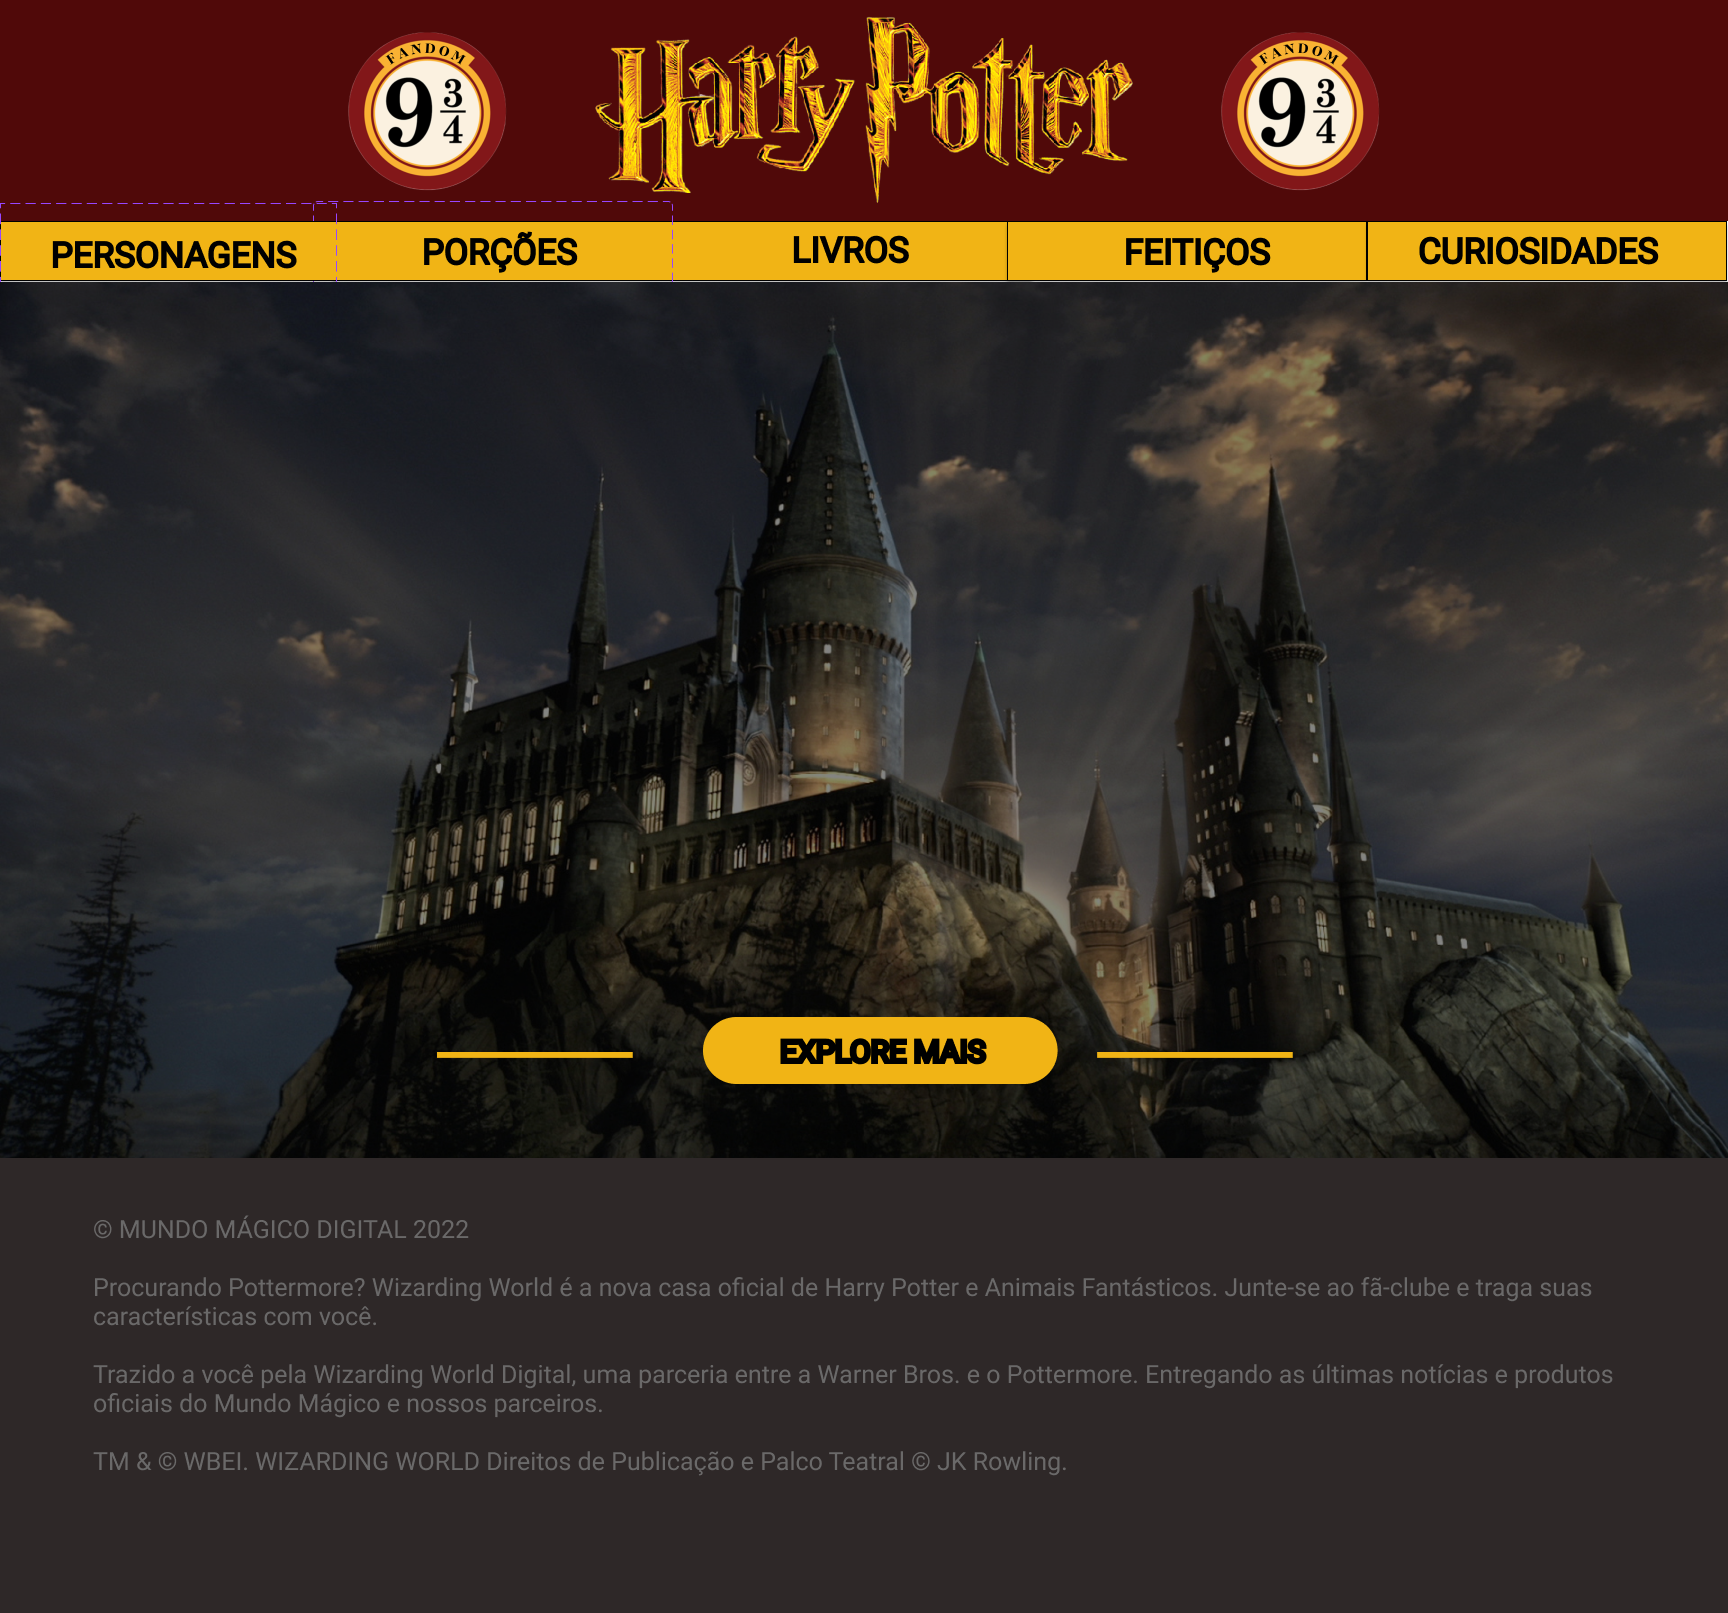 FANDOM
9 3/4
Harry Potter
FANDOM
9 3/4
PERSONAGENS
PORÇÕES
LIVROS
FEITIÇOS
CURIOSIDADES
EXPLORE MAIS
© MUNDO MÁGICO DIGITAL 2022
Procurando Pottermore? Wizarding World é a nova casa oficial de Harry Potter e Animais Fantásticos. Junte-se ao fã-clube e traga suas
características com você.
Trazido a você pela Wizarding World Digital, uma parceria entre a Warner Bros. e o Pottermore. Entregando as últimas notícias e produtos
oficiais do Mundo Mágico e nossos parceiros.
TM & © WBEI. WIZARDING WORLD Direitos de Publicação e Palco Teatral © JK Rowling.